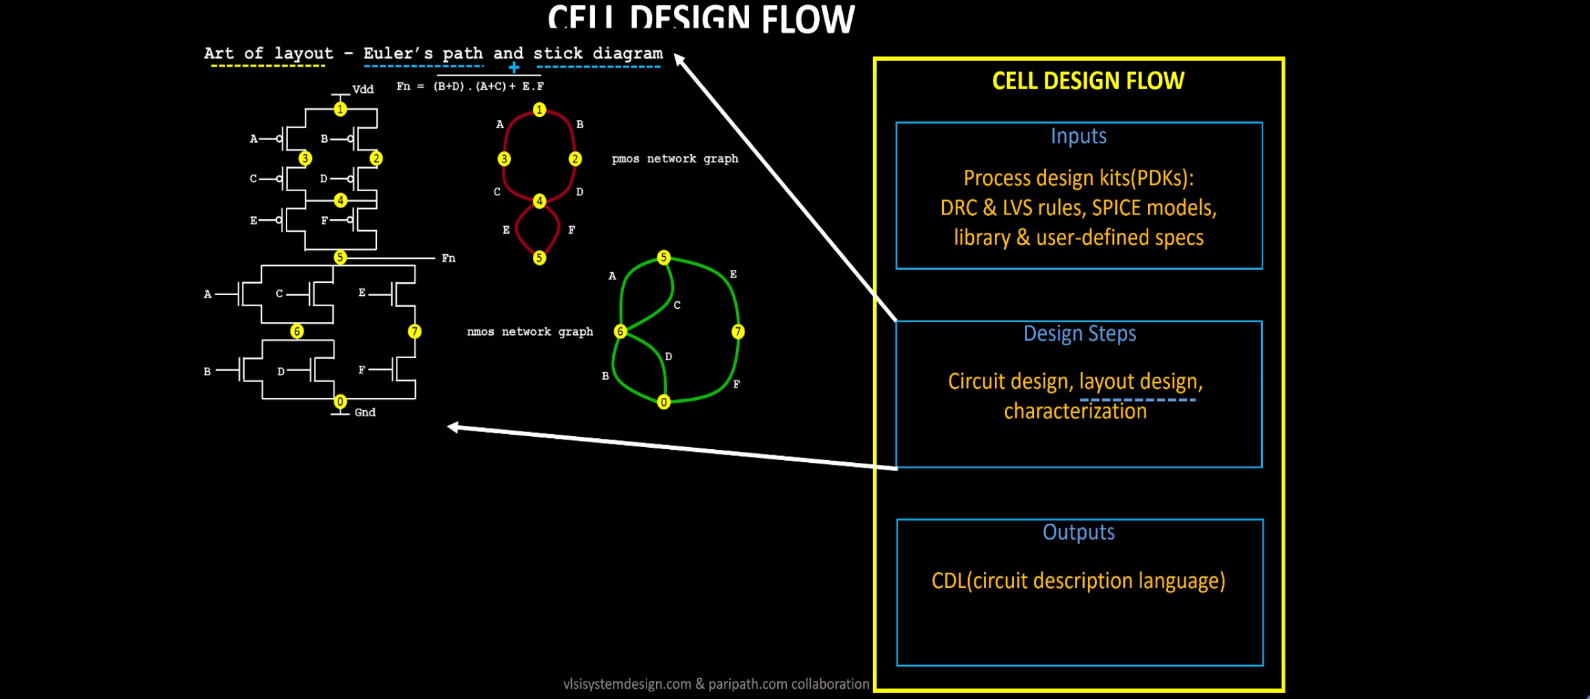 CELL DESIGN FLOW
Art of layout - Euler's path and stick diagram
Fn = (B+D).(A+C)+ E.F
Vdd
1
A
B
3
2
C
D
4
E
F
5
Fn
A
C
E
6
7
B
D
F
0
Gnd
1
A
B
3
2
pmos network graph
C
D
4
E
F
5
5
A
E
C
nmos network graph
6
7
D
B
F
0
CELL DESIGN FLOW
Inputs
Process design kits(PDKs):
DRC & LVS rules, SPICE models,
library & user-defined specs
Design Steps
Circuit design, layout design,
characterization
Outputs
CDL(circuit description language)
vlsisystemdesign.com & paripath.com collaboration